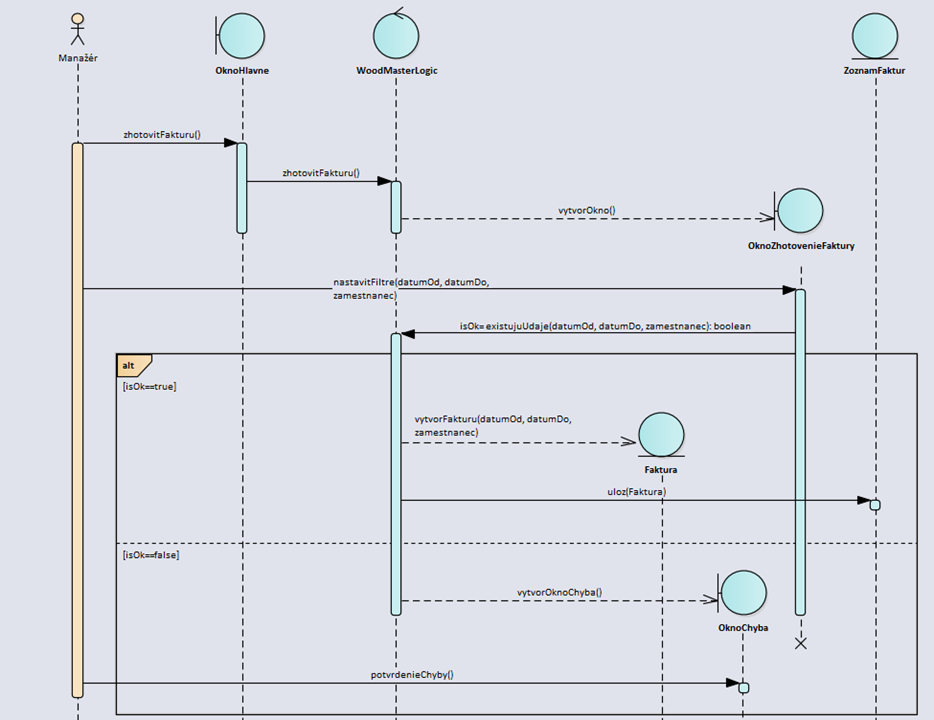 Manažér
OknoHlavne
WoodMasterLogic
ZoznamFaktur
zhotovitFakturu()
zhotovitFakturu()
vytvorOkno()
OknoZhotovenieFaktury
nastavitFiltre(datumOd, datumDo,
zamestnanec)
isOk= existujuUdaje(datumOd, datumDo, zamestnanec): boolean
alt
[isOk==true]
vytvorFakturu(datumOd, datumDo,
zamestnanec)
Faktura
uloz(Faktura)
[isOk==false]
vytvorOknoChyba()
OknoChyba
potvrdenieChyby()